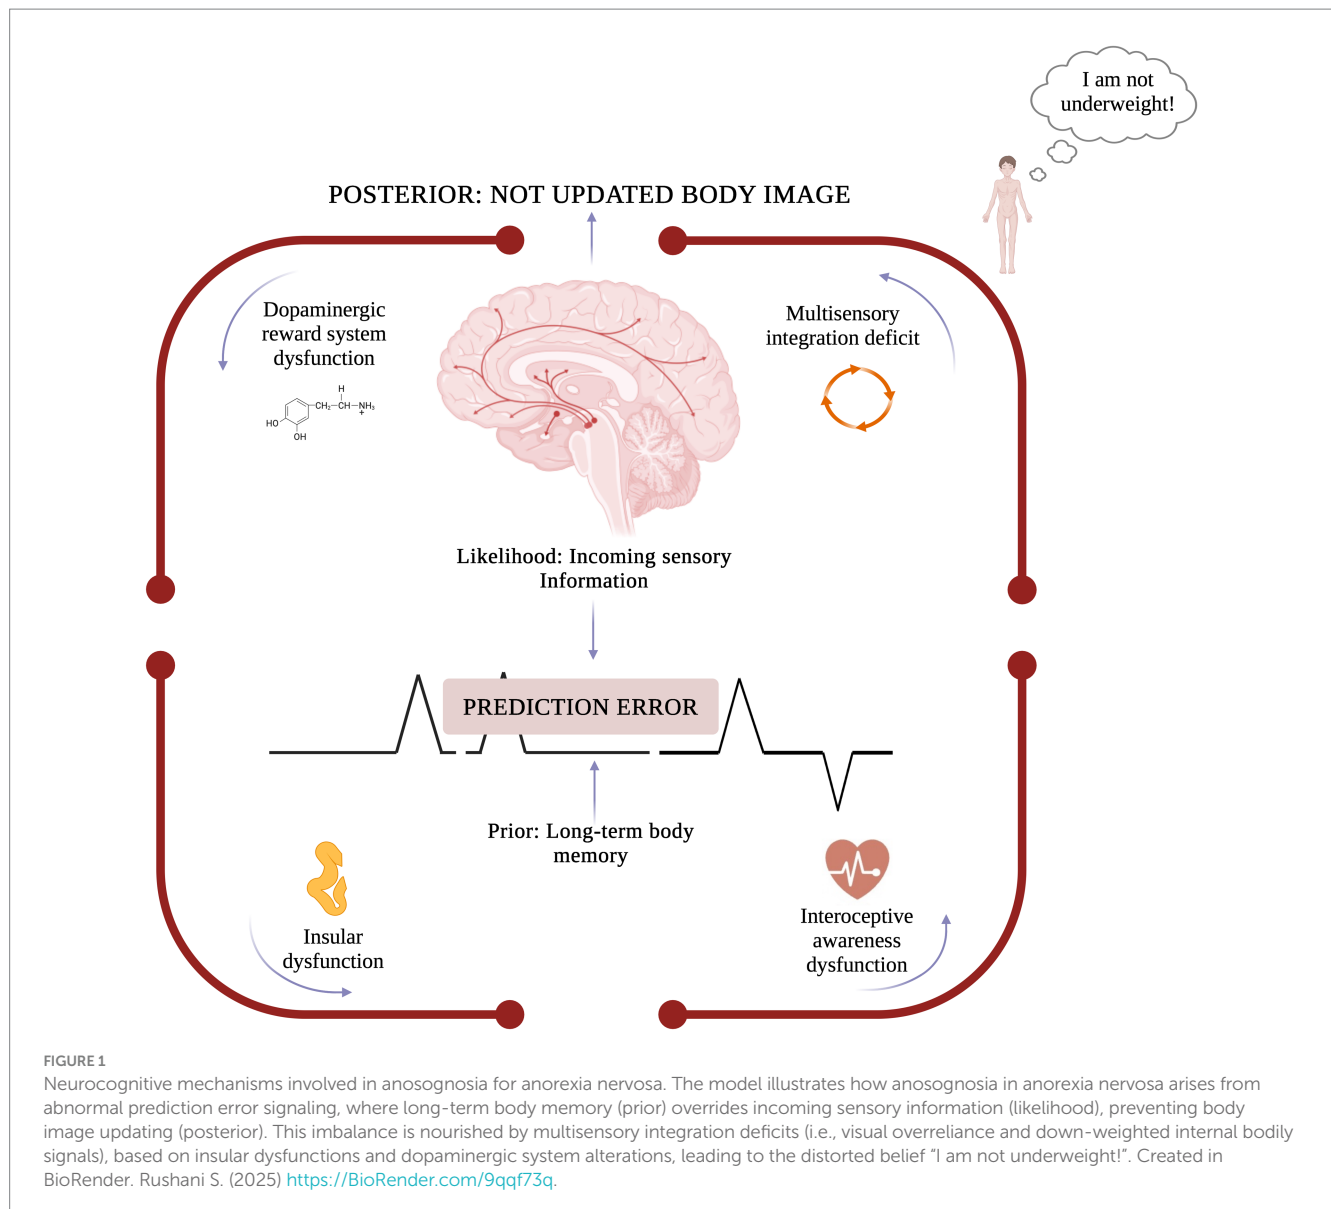 I am not
underweight!
POSTERIOR: NOT UPDATED BODY IMAGE
Dopaminergic
reward system
dysfunction
H
CH₂-CH-NH₃
+
HO
OH
Multisensory
integration deficit
Likelihood: Incoming sensory
Information
PREDICTION ERROR
Prior: Long-term body
memory
Insular
dysfunction
Interoceptive
awareness
dysfunction
FIGURE 1
Neurocognitive mechanisms involved in anosognosia for anorexia nervosa. The model illustrates how anosognosia in anorexia nervosa arises from
abnormal prediction error signaling, where long-term body memory (prior) overrides incoming sensory information (likelihood), preventing body
image updating (posterior). This imbalance is nourished by multisensory integration deficits (i.e., visual overreliance and down-weighted internal bodily
signals), based on insular dysfunctions and dopaminergic system alterations, leading to the distorted belief “I am not underweight!”. Created in
BioRender. Rushani S. (2025) https://BioRender.com/9qqf73q.